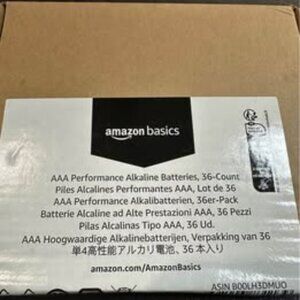 amazon basics
AAA Performance Alkaline Batteries, 36-Count
Piles Alcalines Performantes AAA, Lot de 36
AAA Performance Alkalibatterien, 36er-Pack
Batterie Alcaline ad Alte Prestazioni AAA, 36 Pezzi
Pilas Alcalinas Tipo AAA, 36 Ud.
AAA Hoogwaardige Alkalinebatterijen, Verpakking van 36
単4高性能アルカリ電池、36本入り
amazon.com/AmazonBasics
ASIN B00LH3DMUO